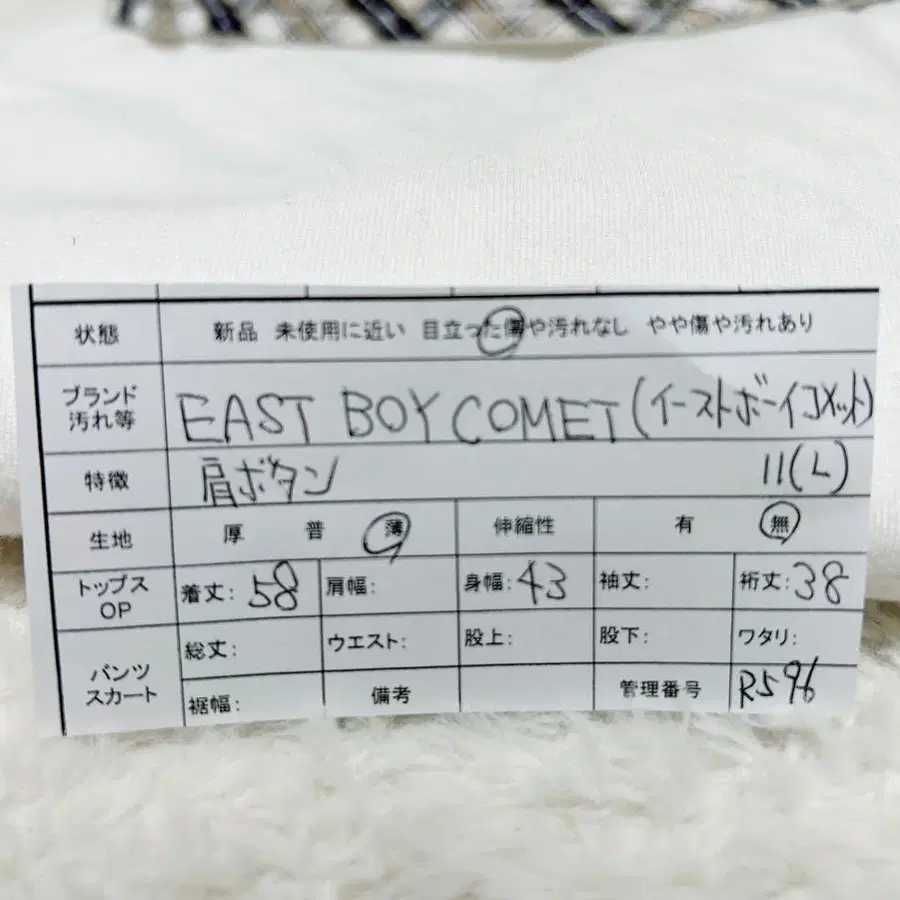 状態 新品 未使用に近い 目立った傷や汚れなし やや傷や汚れあり
ブランド
汚れ等 EAST BOY COMET (イーストボーイコメット)
特徴 肩ボタン 11(L)
生地 厚 普 薄 伸縮性 有 無
トップス
OP 着丈: 58 肩幅: 身幅: 43 袖丈: 裄丈: 38
パンツ
スカート 総丈: ウエスト: 股上: 股下: ワタリ:
裾幅: 備考 管理番号 R596